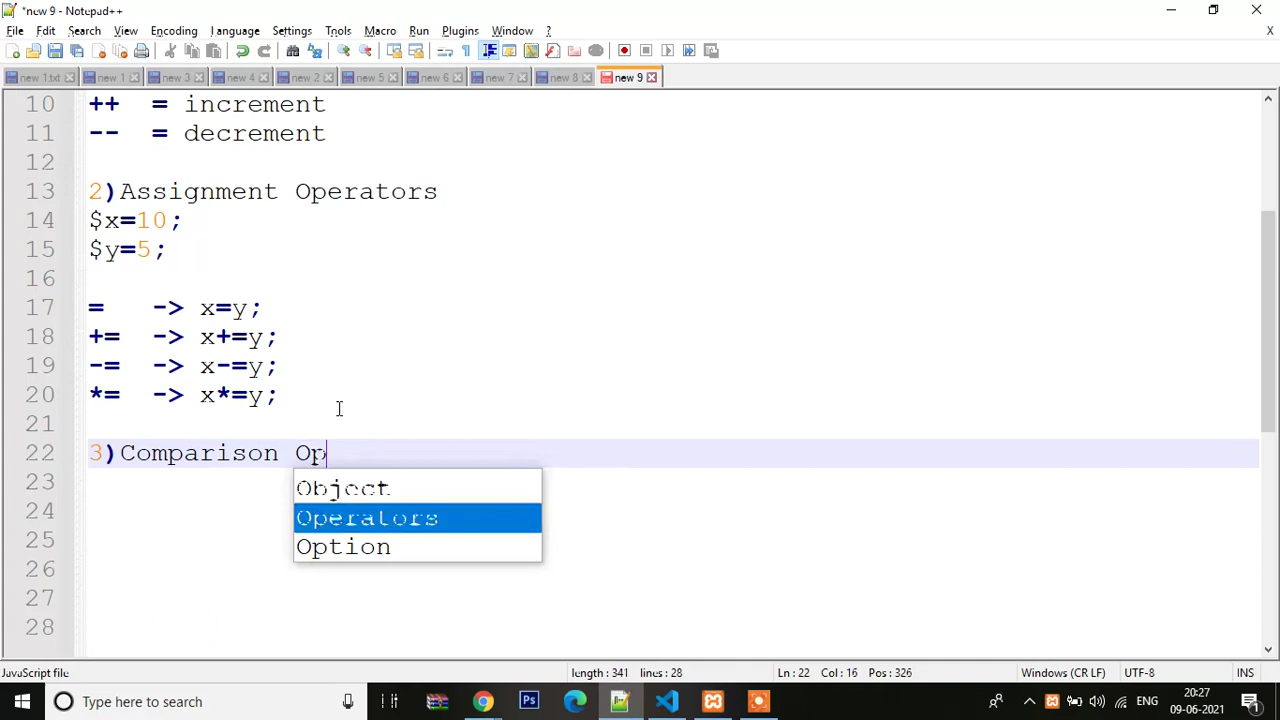 *new 9 - Notepad++
File Edit Search View Encoding Language Settings Tools Macro Run Plugins Window ? X
new 1.txt new 1 new 3 new 4 new 2 new 5 new 6 new 7 new 8 new 9
10 ++ = increment
11 -- = decrement
12
13 2)Assignment Operators
14 $x=10;
15 $y=5;
16
17 = -> x=y;
18 += -> x+=y;
19 -= -> x-=y;
20 *= -> x*=y;
21
22 3)Comparison Op
23 Object
24 Operators
25 Option
26
27
28
JavaScript file length : 341 lines : 28 Ln : 22 Col : 16 Pos : 326 Windows (CR LF) UTF-8 INS
Type here to search Ps ENG 20:27
09-06-2021 1